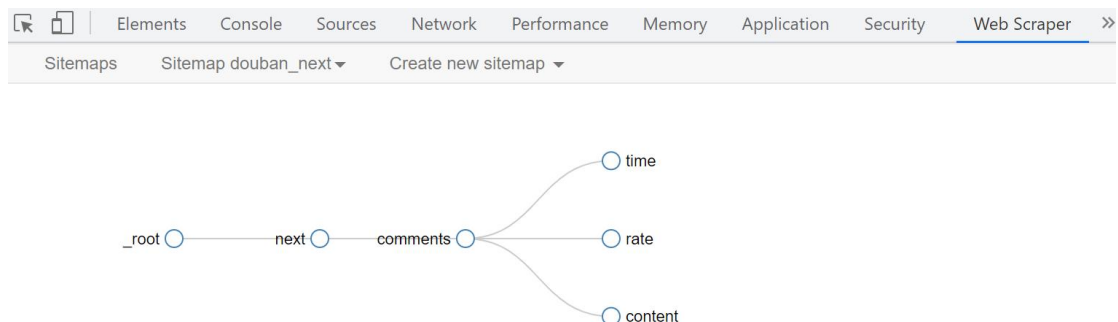 Elements Console Sources Network Performance Memory Application Security Web Scraper »
Sitemaps Sitemap douban_next Create new sitemap
time
_root next comments rate
content